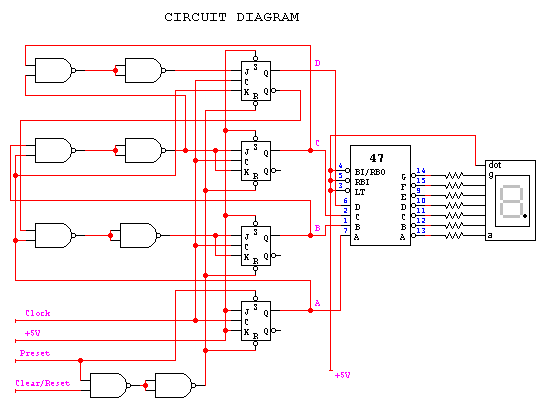 CIRCUIT DIAGRAM
S
J Q
C
K Q
R
D
S
J Q
C
K Q
R
C
S
J Q
C
K Q
R
B
S
J Q
C
K Q
R
A
47
4 BI/RBO
5 RBI
3 LT
6 D
2 C
1 B
7 A
G 14
F 15
E 9
D 10
C 11
B 12
A 13
dot
g
a
Clock
+5V
Preset
Clear/Reset
+5V